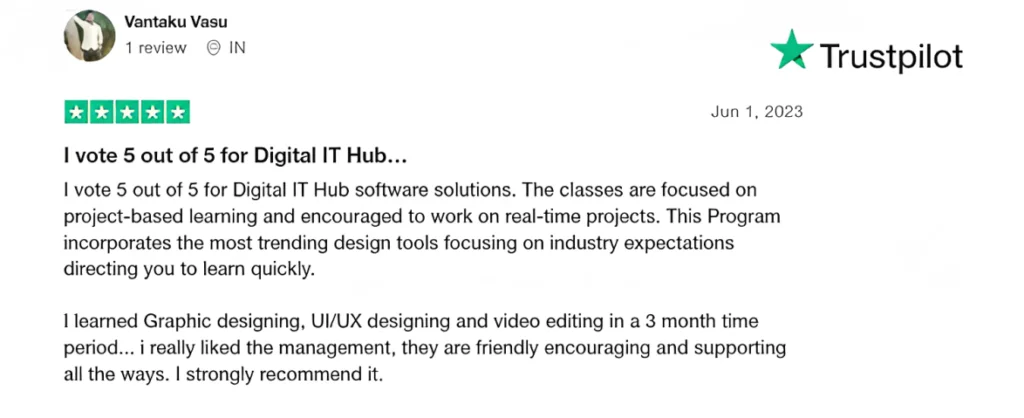 Vantaku Vasu
1 review IN
Trustpilot
Jun 1, 2023
I vote 5 out of 5 for Digital IT Hub...
I vote 5 out of 5 for Digital IT Hub software solutions. The classes are focused on
project-based learning and encouraged to work on real-time projects. This Program
incorporates the most trending design tools focusing on industry expectations
directing you to learn quickly.
I learned Graphic designing, UI/UX designing and video editing in a 3 month time
period... i really liked the management, they are friendly encouraging and supporting
all the ways. I strongly recommend it.